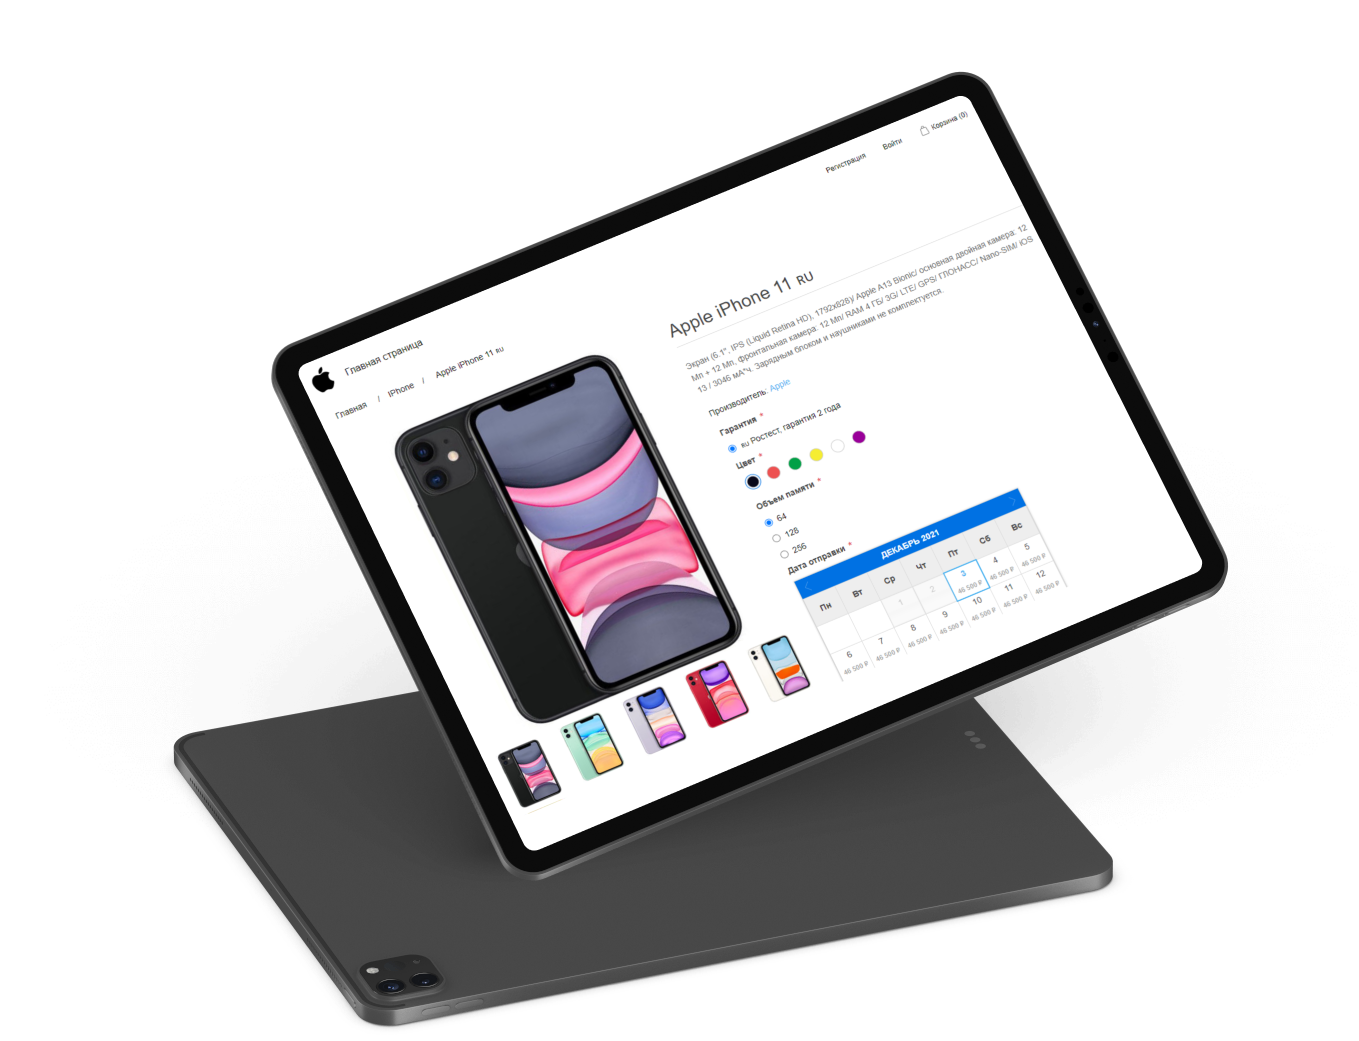 Регистрация Войти Корзина (0)
Главная страница
Главная / IPhone / Apple iPhone 11 RU
Apple iPhone 11 RU
Экран (6.1", IPS (Liquid Retina HD), 1792x828)/ Apple A13 Bionic/ основная двойная камера: 12
Мп + 12 Мп, фронтальная камера: 12 Мп/ RAM 4 ГБ/ 3G/ LTE/ GPS/ ГЛОНАСС/ Nano-SIM/ iOS
13 / 3046 мА*ч. Зарядным блоком и наушниками не комплектуется.
Производитель: Apple
Гарантия *
RU Ростест, гарантия 2 года
Цвет *
Объем памяти *
64
128
256
Дата отправки *
ДЕКАБРЬ 2021
Пн Вт Ср Чт Пт Сб Вс
1 2 3 4 5
46 500 ₽ 46 500 ₽ 46 500 ₽
6 7 8 9 10 11 12
46 500 ₽ 46 500 ₽ 46 500 ₽ 46 500 ₽ 46 500 ₽ 46 500 ₽ 46 500 ₽